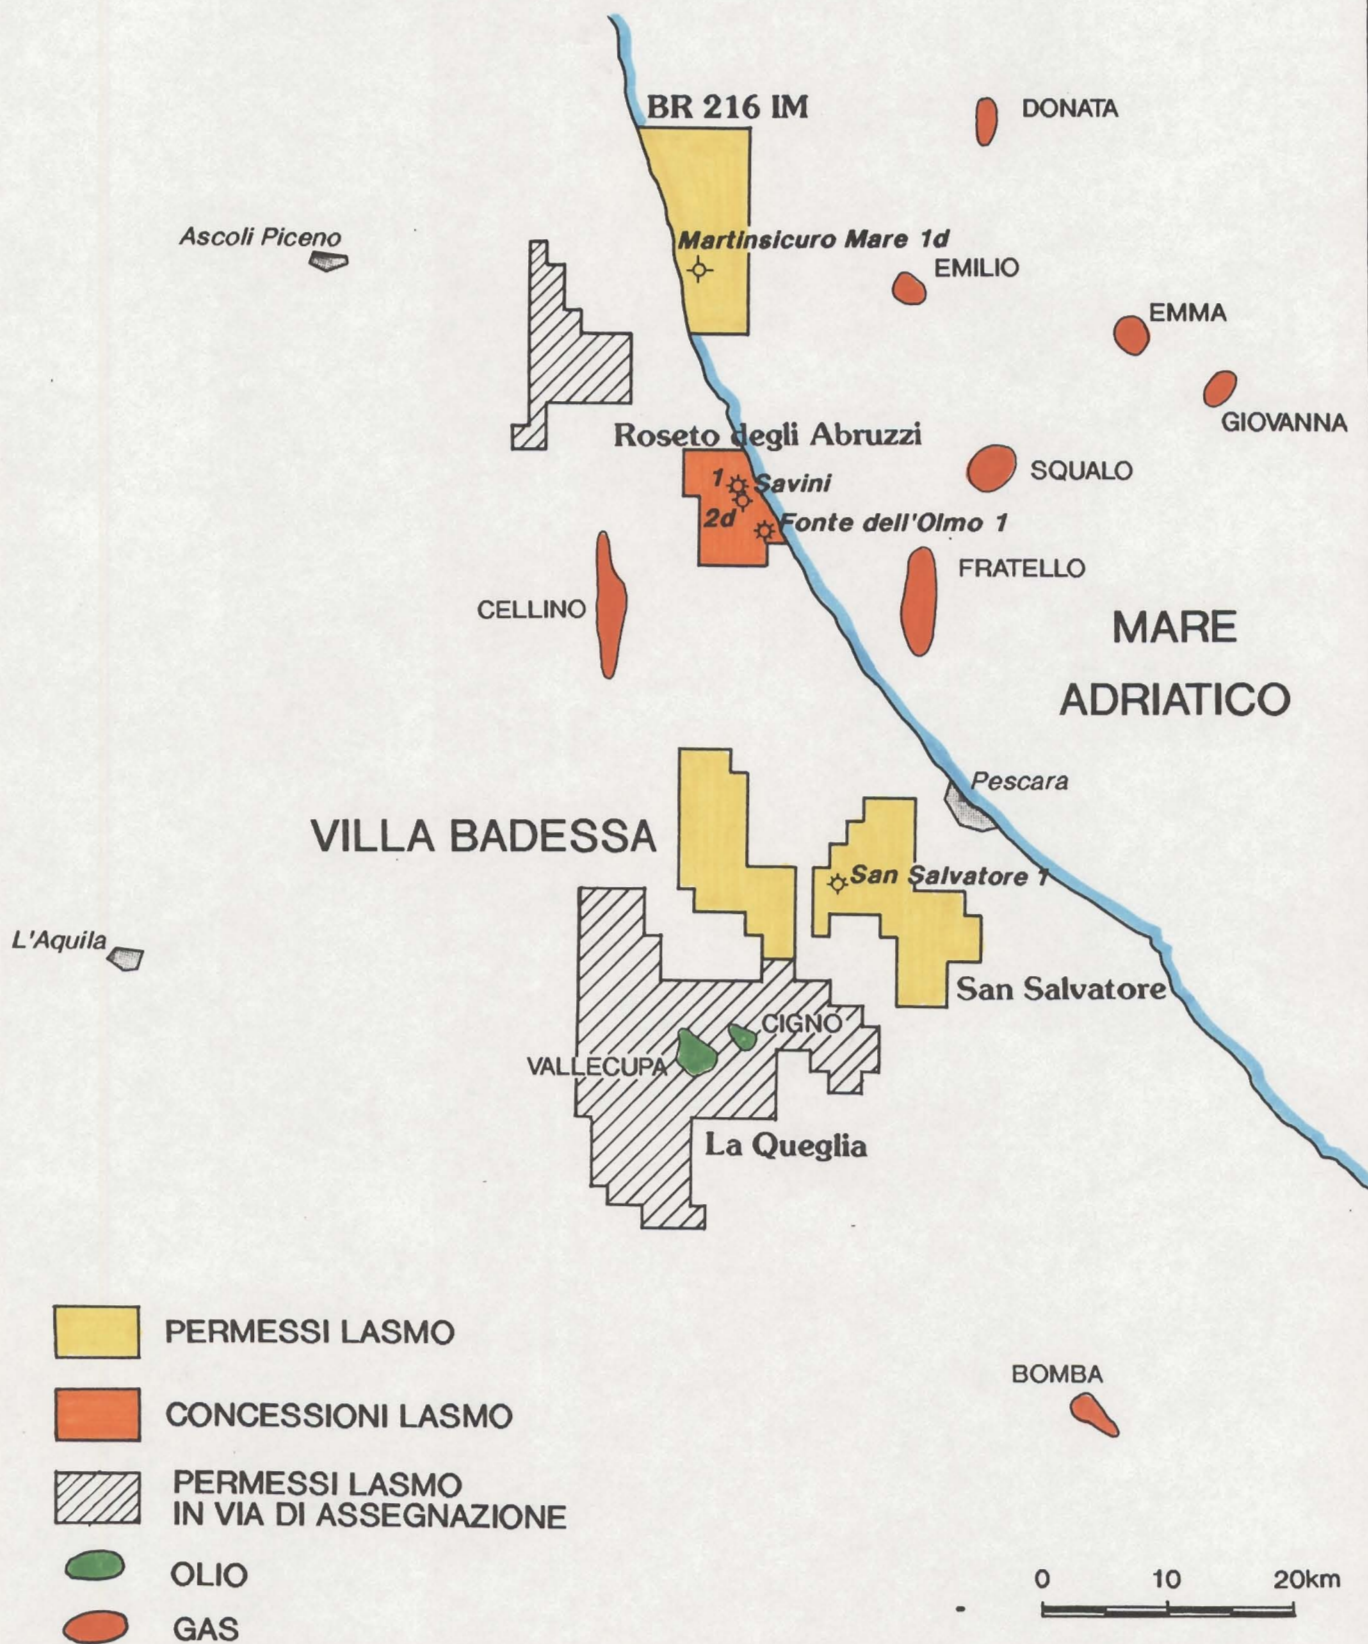 BR 216 IM
DONATA
Ascoli Piceno
Martinsicuro Mare 1d
EMILIO
EMMA
GIOVANNA
Roseto degli Abruzzi
SQUALO
1
Savini
2d
Fonte dell'Olmo 1
FRATELLO
CELLINO
MARE
ADRIATICO
Pescara
VILLA BADESSA
San Salvatore 1
L'Aquila
San Salvatore
CIGNO
VALLECUPA
La Queglia
PERMESSI LASMO
CONCESSIONI LASMO
PERMESSI LASMO
IN VIA DI ASSEGNAZIONE
OLIO
GAS
BOMBA
0 10 20km